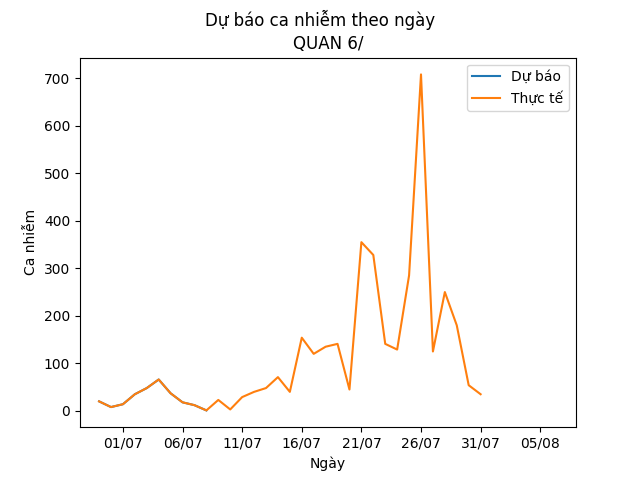 Dự báo ca nhiễm theo ngày
QUAN 6/
Dự báo
Thực tế
Ca nhiễm
700
600
500
400
300
200
100
0
01/07 06/07 11/07 16/07 21/07 26/07 31/07 05/08
Ngày